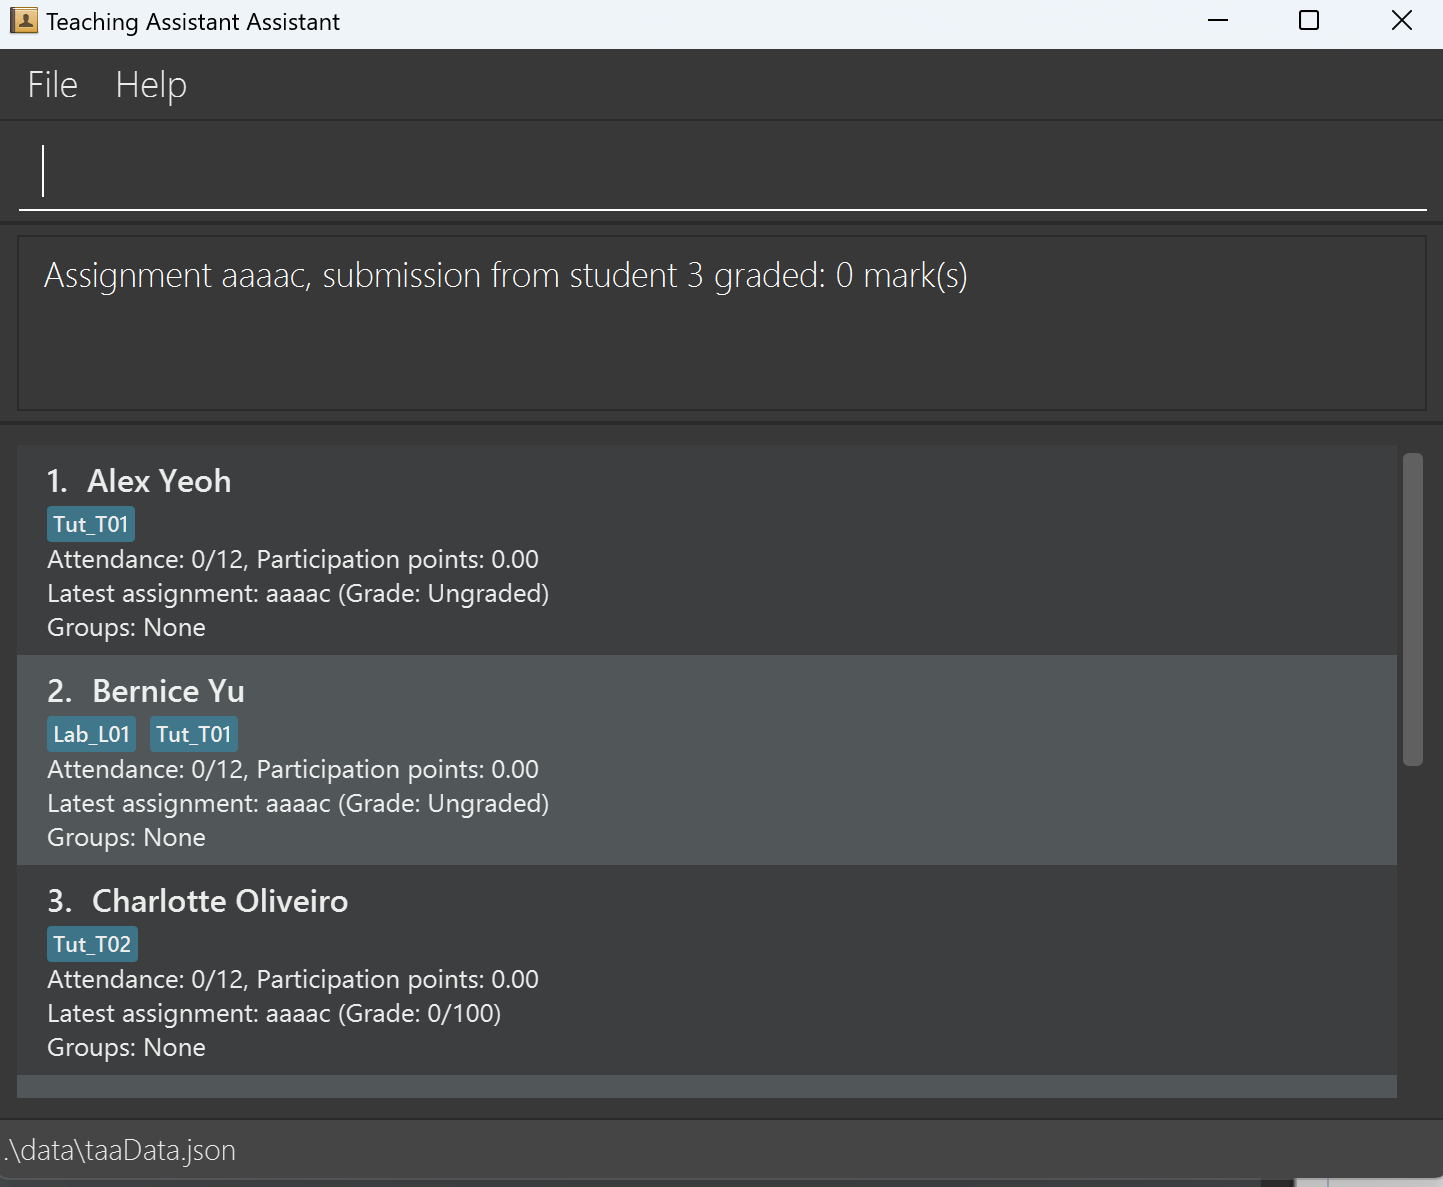 Teaching Assistant Assistant
File Help
Assignment aaaac, submission from student 3 graded: 0 mark(s)
1. Alex Yeoh
Tut_T01
Attendance: 0/12, Participation points: 0.00
Latest assignment: aaaac (Grade: Ungraded)
Groups: None
2. Bernice Yu
Lab_L01 Tut_T01
Attendance: 0/12, Participation points: 0.00
Latest assignment: aaaac (Grade: Ungraded)
Groups: None
3. Charlotte Oliveiro
Tut_T02
Attendance: 0/12, Participation points: 0.00
Latest assignment: aaaac (Grade: 0/100)
Groups: None
.\data\taaData.json